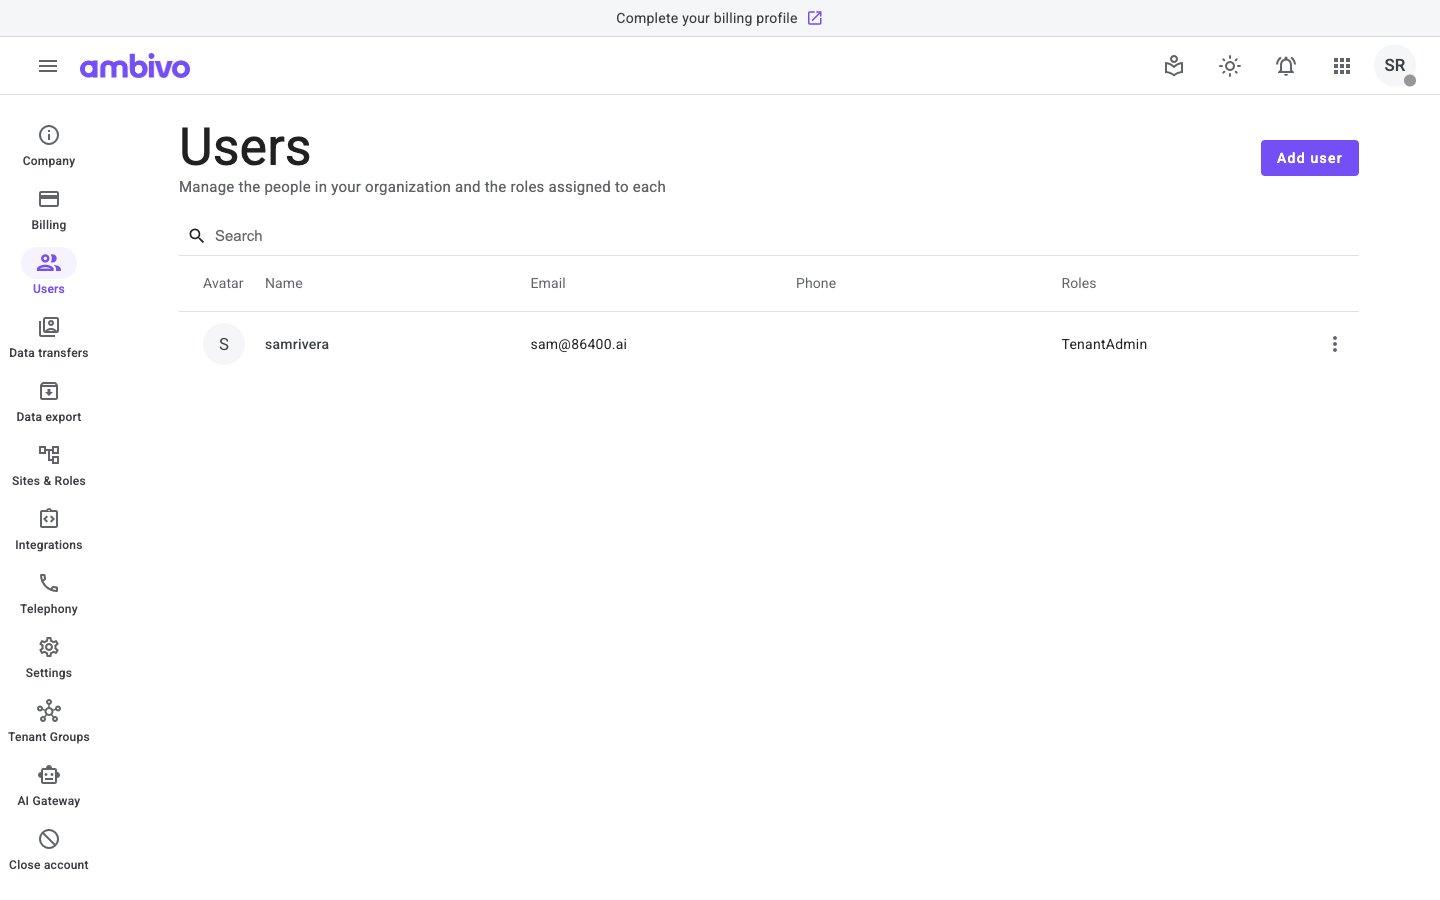 Complete your billing profile
ambivo
SR
Company
Billing
Users
Data transfers
Data export
Sites & Roles
Integrations
Telephony
Settings
Tenant Groups
AI Gateway
Close account
Users
Add user
Manage the people in your organization and the roles assigned to each
Search
Avatar Name Email Phone Roles
S samrivera sam@86400.ai TenantAdmin